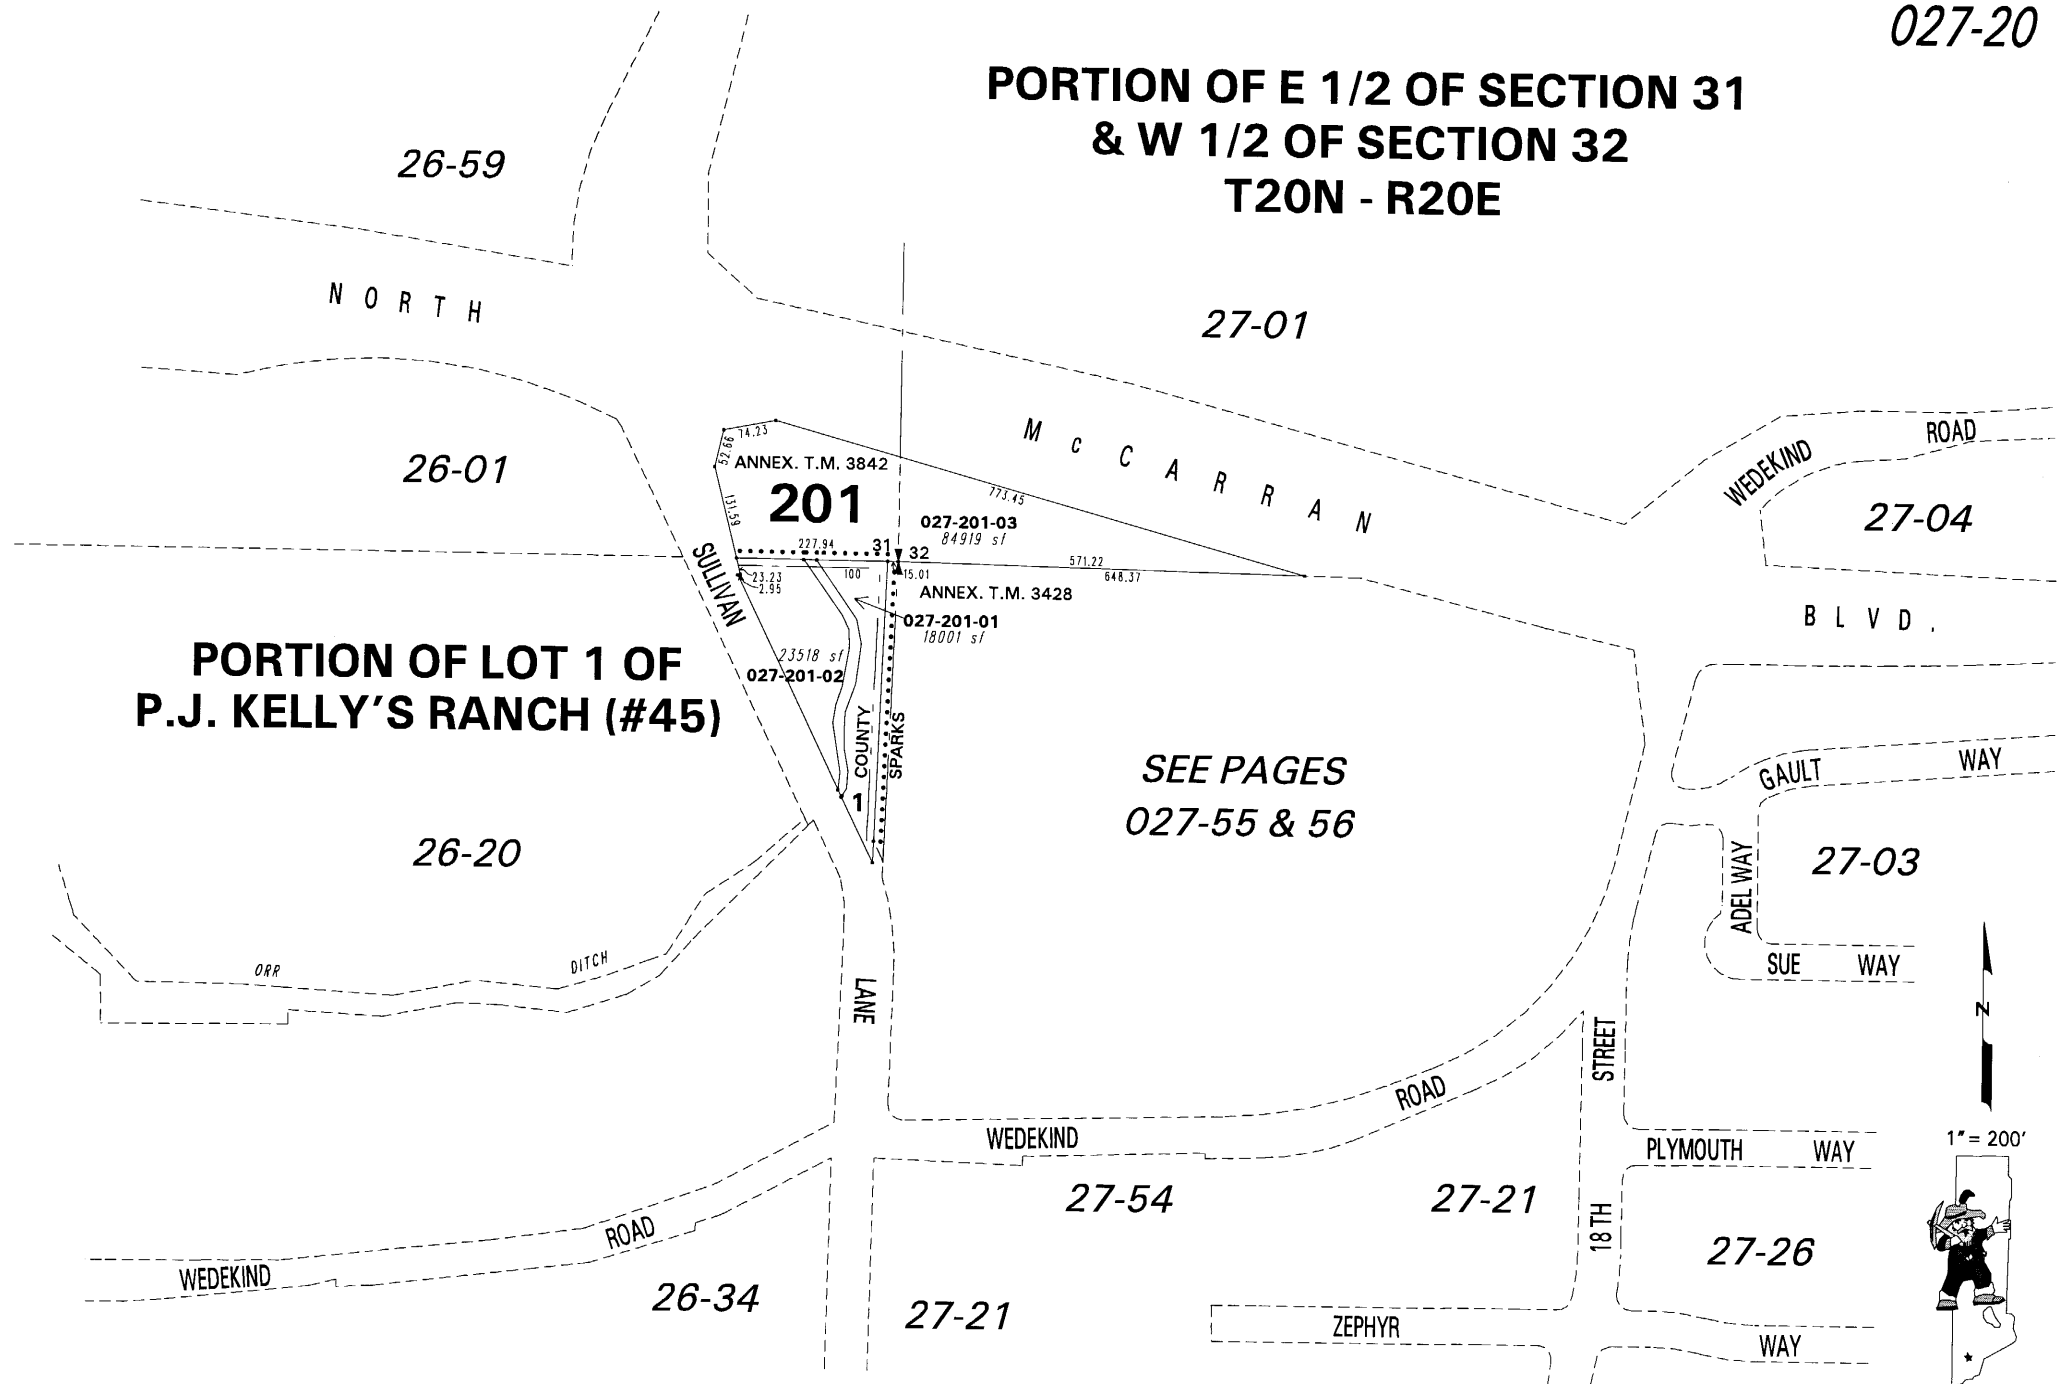 027-20
PORTION OF E 1/2 OF SECTION 31
& W 1/2 OF SECTION 32
T20N - R20E
26-59
NORTH
27-01
McCARRAN
BLVD.
WEDEKIND ROAD
27-04
26-01
52.66
74.23
ANNEX. T.M. 3842
201
131.59
773.45
027-201-03
84919 sf
227.94
31
32
571.22
648.37
15.01
100
23.23
2.95
ANNEX. T.M. 3428
027-201-01
18001 sf
SULLIVAN
23518 sf
027-201-02
PORTION OF LOT 1 OF
P.J. KELLY'S RANCH (#45)
COUNTY
SPARKS
1
SEE PAGES
027-55 & 56
GAULT WAY
ADEL WAY
27-03
SUE WAY
26-20
ORR DITCH
LANE
N
18TH STREET
WEDEKIND ROAD
PLYMOUTH WAY
1"= 200'
27-54
27-21
27-26
WEDEKIND ROAD
26-34
27-21
ZEPHYR WAY